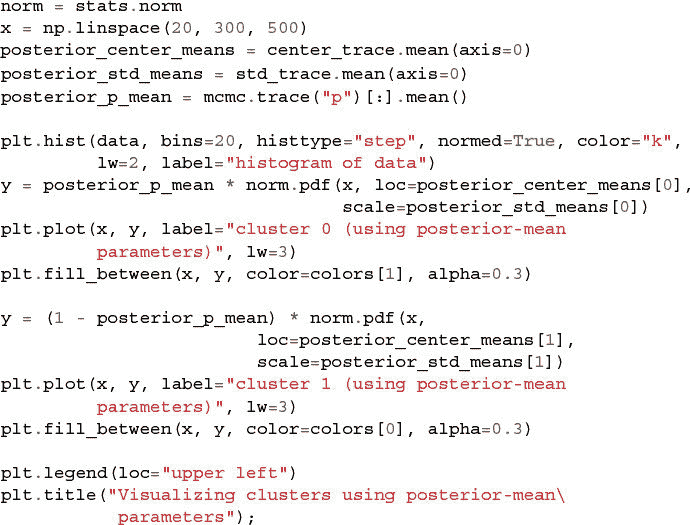 norm = stats.norm
x = np.linspace(20, 300, 500)
posterior_center_means = center_trace.mean(axis=0)
posterior_std_means = std_trace.mean(axis=0)
posterior_p_mean = mcmc.trace("p")[:].mean()

plt.hist(data, bins=20, histtype="step", normed=True, color="k",
         lw=2, label="histogram of data")
y = posterior_p_mean * norm.pdf(x, loc=posterior_center_means[0],
                                scale=posterior_std_means[0])
plt.plot(x, y, label="cluster 0 (using posterior-mean
         parameters)", lw=3)
plt.fill_between(x, y, color=colors[1], alpha=0.3)

y = (1 - posterior_p_mean) * norm.pdf(x,
                        loc=posterior_center_means[1],
                        scale=posterior_std_means[1])
plt.plot(x, y, label="cluster 1 (using posterior-mean
         parameters)", lw=3)
plt.fill_between(x, y, color=colors[0], alpha=0.3)

plt.legend(loc="upper left")
plt.title("Visualizing clusters using posterior-mean\
           parameters");